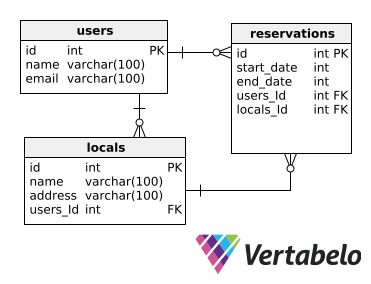 users
id int PK
name varchar(100)
email varchar(100)
reservations
id int PK
start_date int
end_date int
users_Id int FK
locals_Id int FK
locals
id int PK
name varchar(100)
address varchar(100)
users_Id int FK
Vertabelo